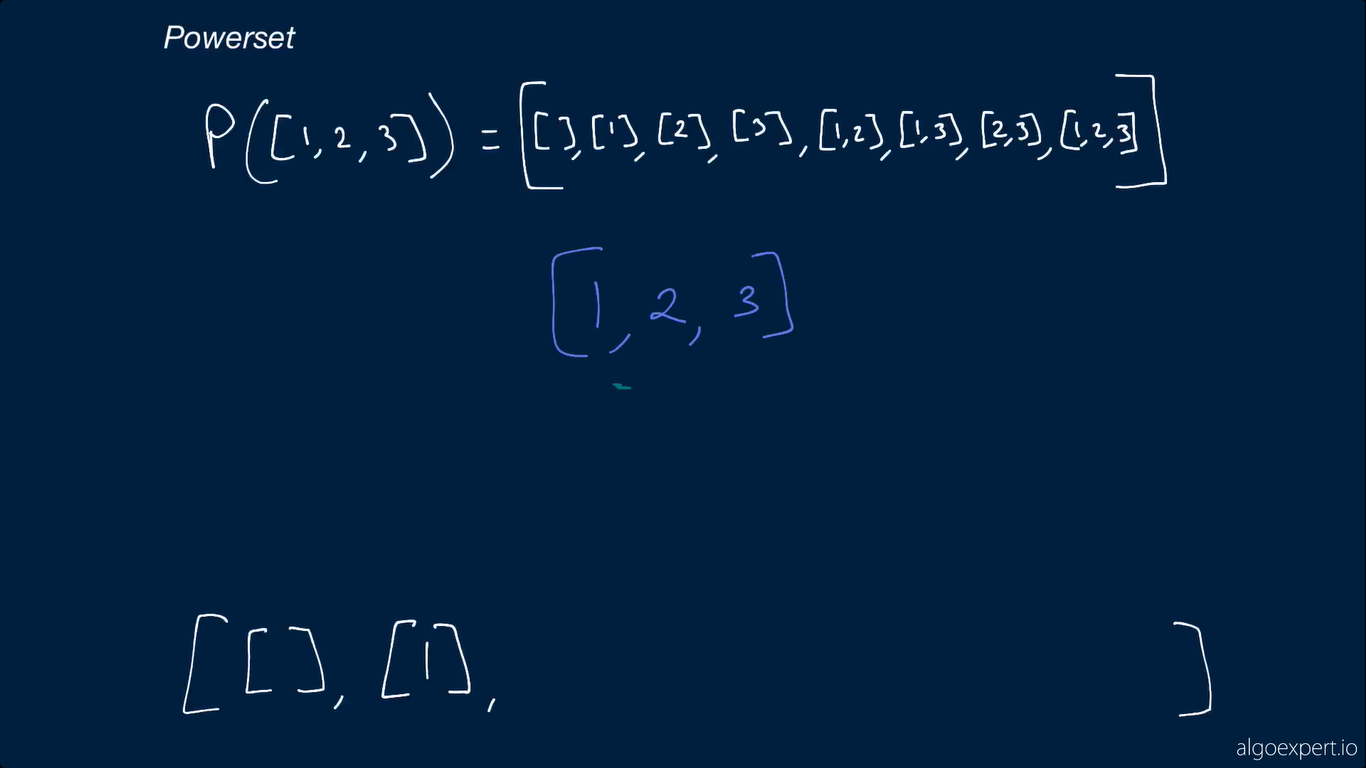 Powerset
P([1,2,3]) = [[],[1],[2],[3],[1,2],[1,3],[2,3],[1,2,3]]
[1,2,3]
[[],[1], ]
algoexpert.io